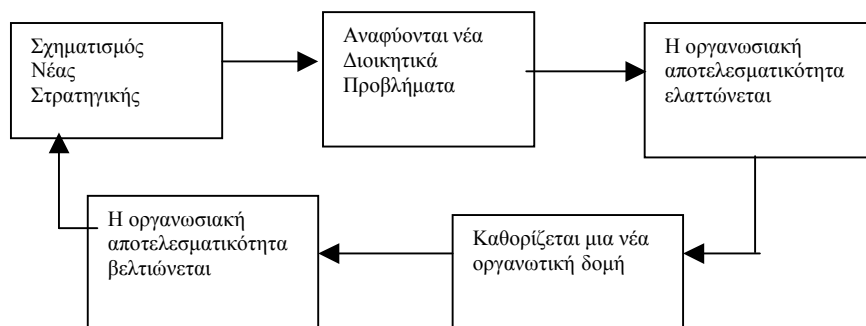 Σχηματισμός
Νέας
Στρατηγικής
Αναφύονται νέα
Διοικητικά
Προβλήματα
Η οργανωσιακή
αποτελεσματικότητα
ελαττώνεται
Η οργανωσιακή
αποτελεσματικότητα
βελτιώνεται
Καθορίζεται μια νέα
οργανωτική δομή